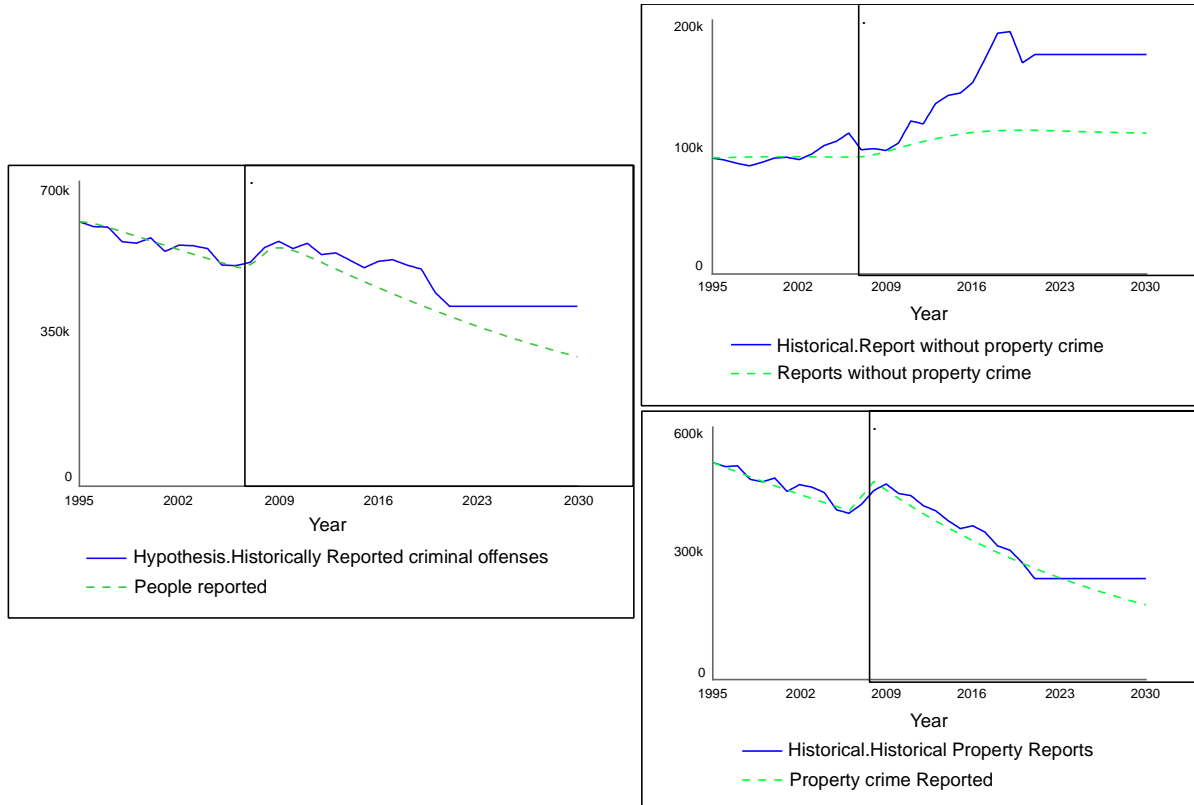 700k
350k
0
1995 2002 2009 2016 2023 2030
Year
Hypothesis.Historically Reported criminal offenses
People reported
200k
100k
0
1995 2002 2009 2016 2023 2030
Year
Historical.Report without property crime
Reports without property crime
600k
300k
0
1995 2002 2009 2016 2023 2030
Year
Historical.Historical Property Reports
Property crime Reported